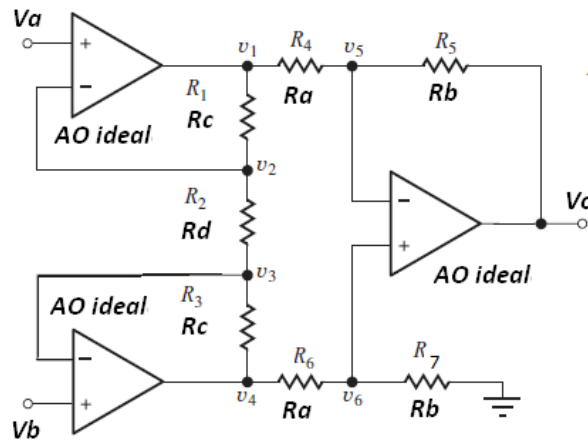 Va
+
−
AO ideal
v1
R4
Ra
v5
R5
Rb
R1
Rc
v2
R2
Rd
−
+
AO ideal
Vo
v3
AO ideal
R3
Rc
−
+
Vb
v4
R6
Ra
v6
R7
Rb